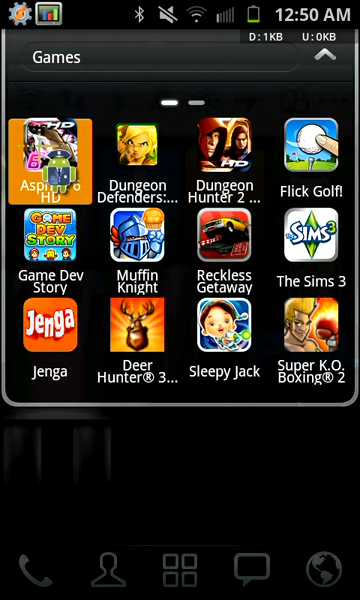 12:50 AM
D:1KB U:0KB
Games
HD
6
HD
Dungeon
Defenders:...
Dungeon
Hunter 2 ...
Flick Golf!
GAME
DEV
STORY
Game Dev
Story
Muffin
Knight
Reckless
Getaway
The SIMS 3
The Sims 3
Jenga
Jenga
Deer
Hunter® 3...
Sleepy Jack
Super K.O.
Boxing® 2